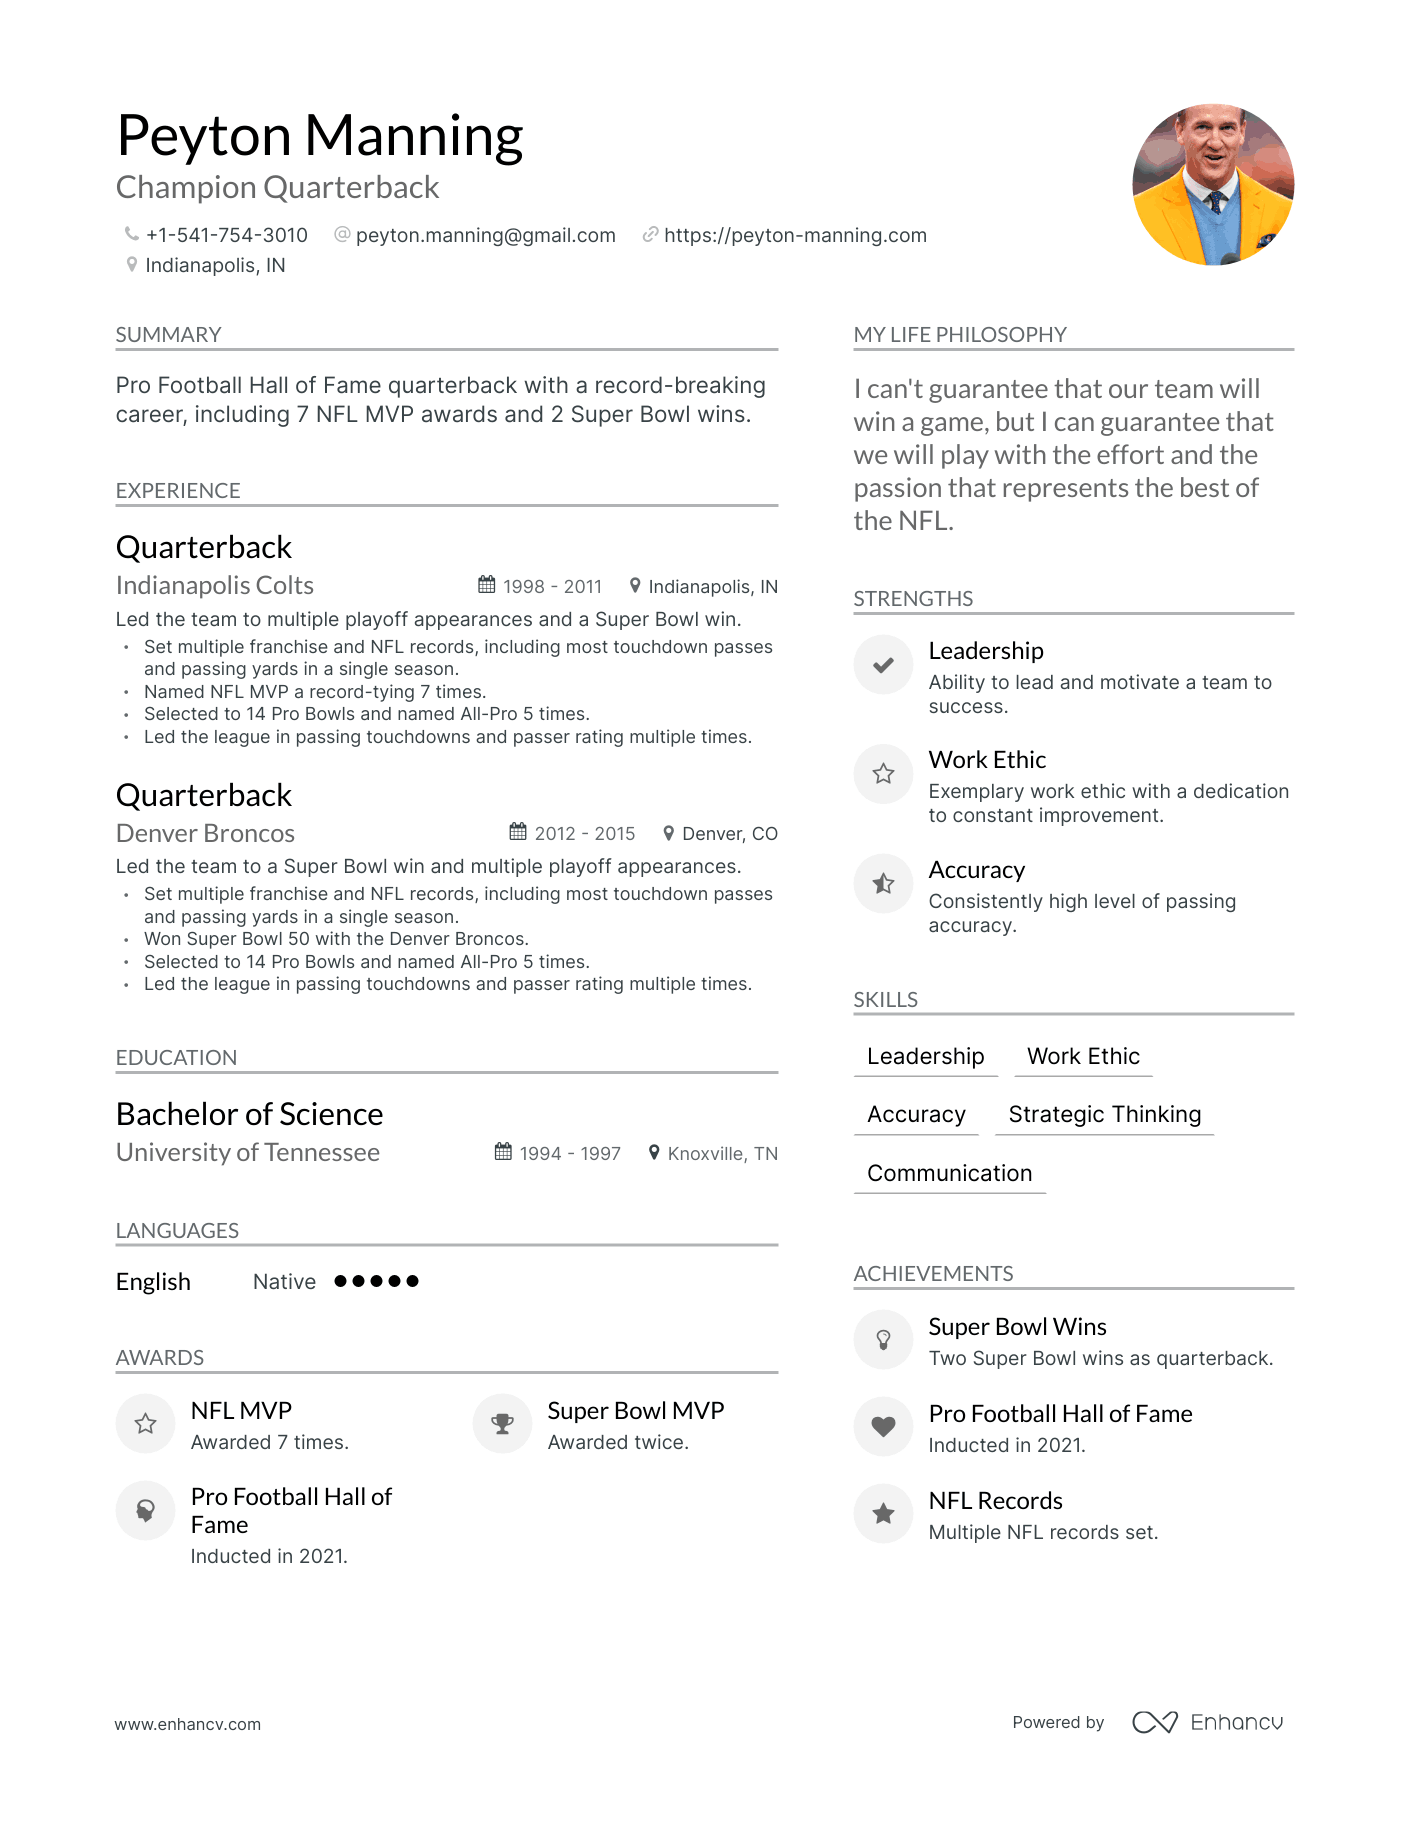 Peyton Manning
Champion Quarterback
+1-541-754-3010 peyton.manning@gmail.com https://peyton-manning.com
Indianapolis, IN
SUMMARY
Pro Football Hall of Fame quarterback with a record-breaking
career, including 7 NFL MVP awards and 2 Super Bowl wins.
EXPERIENCE
Quarterback
Indianapolis Colts 1998 - 2011 Indianapolis, IN
Led the team to multiple playoff appearances and a Super Bowl win.
• Set multiple franchise and NFL records, including most touchdown passes
and passing yards in a single season.
• Named NFL MVP a record-tying 7 times.
• Selected to 14 Pro Bowls and named All-Pro 5 times.
• Led the league in passing touchdowns and passer rating multiple times.
Quarterback
Denver Broncos 2012 - 2015 Denver, CO
Led the team to a Super Bowl win and multiple playoff appearances.
• Set multiple franchise and NFL records, including most touchdown passes
and passing yards in a single season.
• Won Super Bowl 50 with the Denver Broncos.
• Selected to 14 Pro Bowls and named All-Pro 5 times.
• Led the league in passing touchdowns and passer rating multiple times.
EDUCATION
Bachelor of Science
University of Tennessee 1994 - 1997 Knoxville, TN
LANGUAGES
English Native
AWARDS
NFL MVP
Awarded 7 times.
Super Bowl MVP
Awarded twice.
Pro Football Hall of
Fame
Inducted in 2021.
MY LIFE PHILOSOPHY
I can't guarantee that our team will
win a game, but I can guarantee that
we will play with the effort and the
passion that represents the best of
the NFL.
STRENGTHS
Leadership
Ability to lead and motivate a team to
success.
Work Ethic
Exemplary work ethic with a dedication
to constant improvement.
Accuracy
Consistently high level of passing
accuracy.
SKILLS
Leadership Work Ethic
Accuracy Strategic Thinking
Communication
ACHIEVEMENTS
Super Bowl Wins
Two Super Bowl wins as quarterback.
Pro Football Hall of Fame
Inducted in 2021.
NFL Records
Multiple NFL records set.
www.enhancv.com
Powered by Enhancv